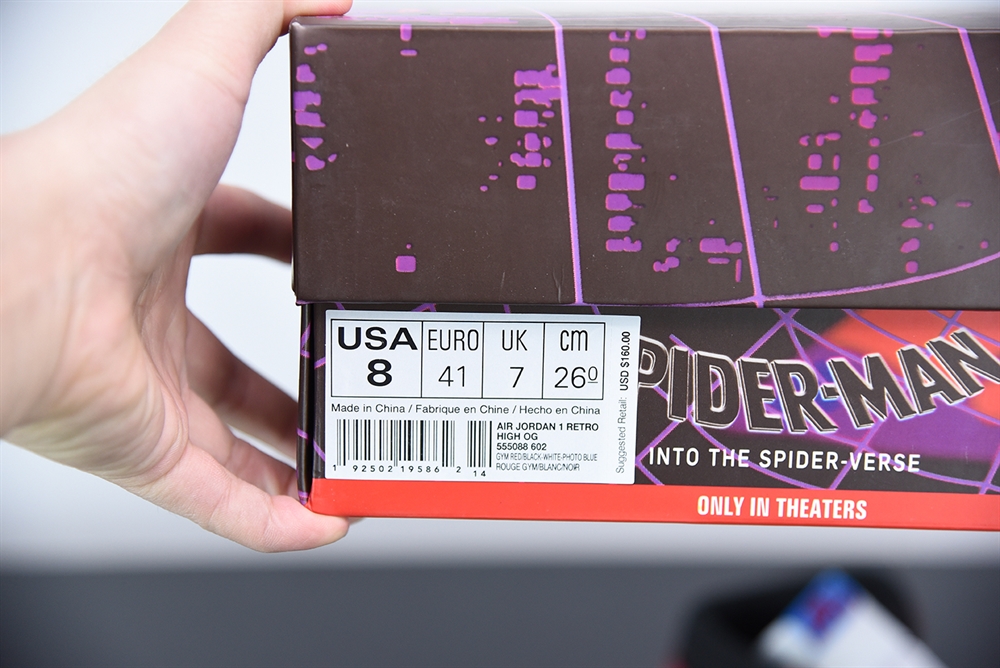 USA EURO UK cm
8 41 7 260
Made in China / Fabrique en Chine / Hecho en China
AIR JORDAN 1 RETRO
HIGH OG
555088 602
GYM RED/BLACK-WHITE-PHOTO BLUE
ROUGE GYM/BLANC/NOIR
1 92502 19586 2 14
Suggested Retail: USD $160.00
SPIDER-MAN
INTO THE SPIDER-VERSE
ONLY IN THEATERS